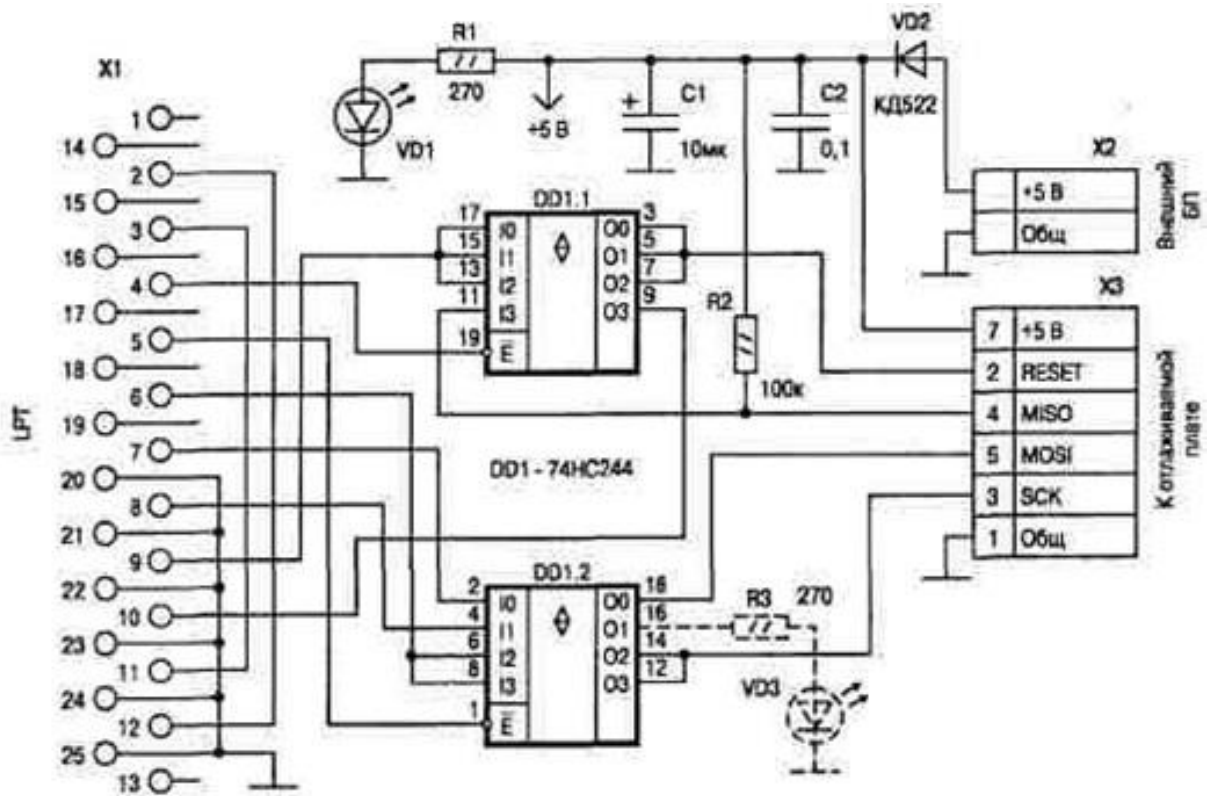 X1
LPT
1
14
2
15
3
16
4
17
5
18
6
19
7
20
8
21
9
22
10
23
11
24
12
25
13
R1
270
VD1
+5 В
+
C1
10мк
C2
0,1
VD2
КД522
X2
+5 В
Общ
Внешний БП
DD1.1
17
15
13
11
19
I0
I1
I2
I3
E
O0
O1
O2
O3
3
5
7
9
R2
100к
DD1 - 74HC244
X3
7 +5 В
2 RESET
4 MISO
5 MOSI
3 SCK
1 Общ
К отлаживаемой плате
DD1.2
2
4
6
8
1
I0
I1
I2
I3
E
O0
O1
O2
O3
18
16
14
12
R3
270
VD3